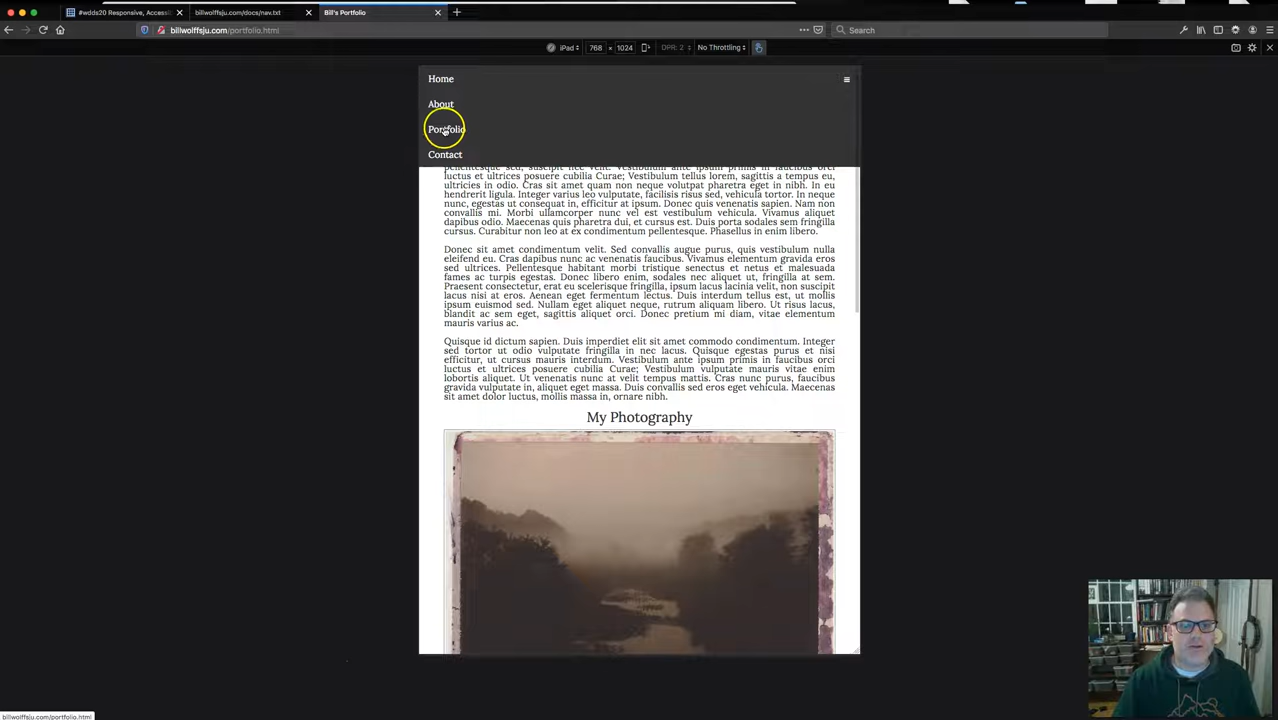 #wdds20 Responsive, Accessi
billwolffsju.com/docs/nav.txt
Bill's Portfolio
billwolffsju.com/portfolio.html
Search
iPad
768 × 1024
DPR: 2
No Throttling
Home
About
Portfolio
Contact
pellentesque sed, suscipit nec velit. Vestibulum ante ipsum primis in faucibus orci
luctus et ultrices posuere cubilia Curae; Vestibulum tellus lorem, sagittis a tempus eu,
ultricies in odio. Cras sit amet quam non neque volutpat pharetra eget in nibh. In eu
hendrerit ligula. Integer varius leo vulputate, facilisis risus sed, vehicula tortor. In neque
nunc, egestas ut consequat in, efficitur at ipsum. Donec quis venenatis sapien. Nam non
convallis mi. Morbi ullamcorper nunc vel est vestibulum vehicula. Vivamus aliquet
dapibus odio. Maecenas quis pharetra dui, et cursus est. Duis porta sodales sem fringilla
cursus. Curabitur non leo at ex condimentum pellentesque. Phasellus in enim libero.
Donec sit amet condimentum velit. Sed convallis augue purus, quis vestibulum nulla
eleifend eu. Cras dapibus nunc ac venenatis faucibus. Vivamus elementum gravida eros
sed ultrices. Pellentesque habitant morbi tristique senectus et netus et malesuada
fames ac turpis egestas. Donec libero enim, sodales nec aliquet ut, fringilla at sem.
Praesent consectetur, erat eu scelerisque fringilla, ipsum lacus lacinia velit, non suscipit
lacus nisi at eros. Aenean eget fermentum lectus. Duis interdum tellus est, ut mollis
ipsum euismod sed. Nullam eget aliquet neque, rutrum aliquam libero. Ut risus lacus,
blandit ac sem eget, sagittis aliquet orci. Donec pretium mi diam, vitae elementum
mauris varius ac.
Quisque id dictum sapien. Duis imperdiet elit sit amet commodo condimentum. Integer
sed tortor ut odio vulputate fringilla in nec lacus. Quisque egestas purus et nisi
efficitur, ut cursus mauris interdum. Vestibulum ante ipsum primis in faucibus orci
luctus et ultrices posuere cubilia Curae; Vestibulum vulputate mauris vitae enim
lobortis aliquet. Ut venenatis nunc at velit tempus mattis. Cras nunc purus, faucibus
gravida vulputate in, aliquet eget massa. Duis convallis sed eros eget vehicula. Maecenas
sit amet dolor luctus, mollis massa in, ornare nibh.
My Photography
billwolffsju.com/portfolio.html